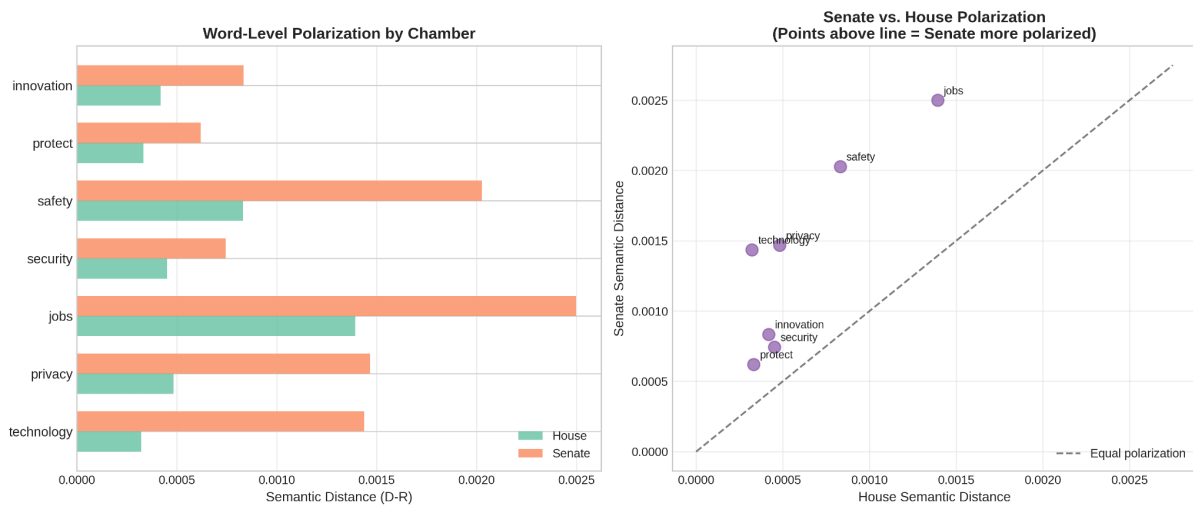 Word-Level Polarization by Chamber
innovation
protect
safety
security
jobs
privacy
technology
House
Senate
0.0000 0.0005 0.0010 0.0015 0.0020 0.0025
Semantic Distance (D-R)
Senate vs. House Polarization
(Points above line = Senate more polarized)
Senate Semantic Distance
0.0025
0.0020
0.0015
0.0010
0.0005
0.0000
jobs
safety
privacy
technology
innovation
security
protect
Equal polarization
0.0000 0.0005 0.0010 0.0015 0.0020 0.0025
House Semantic Distance